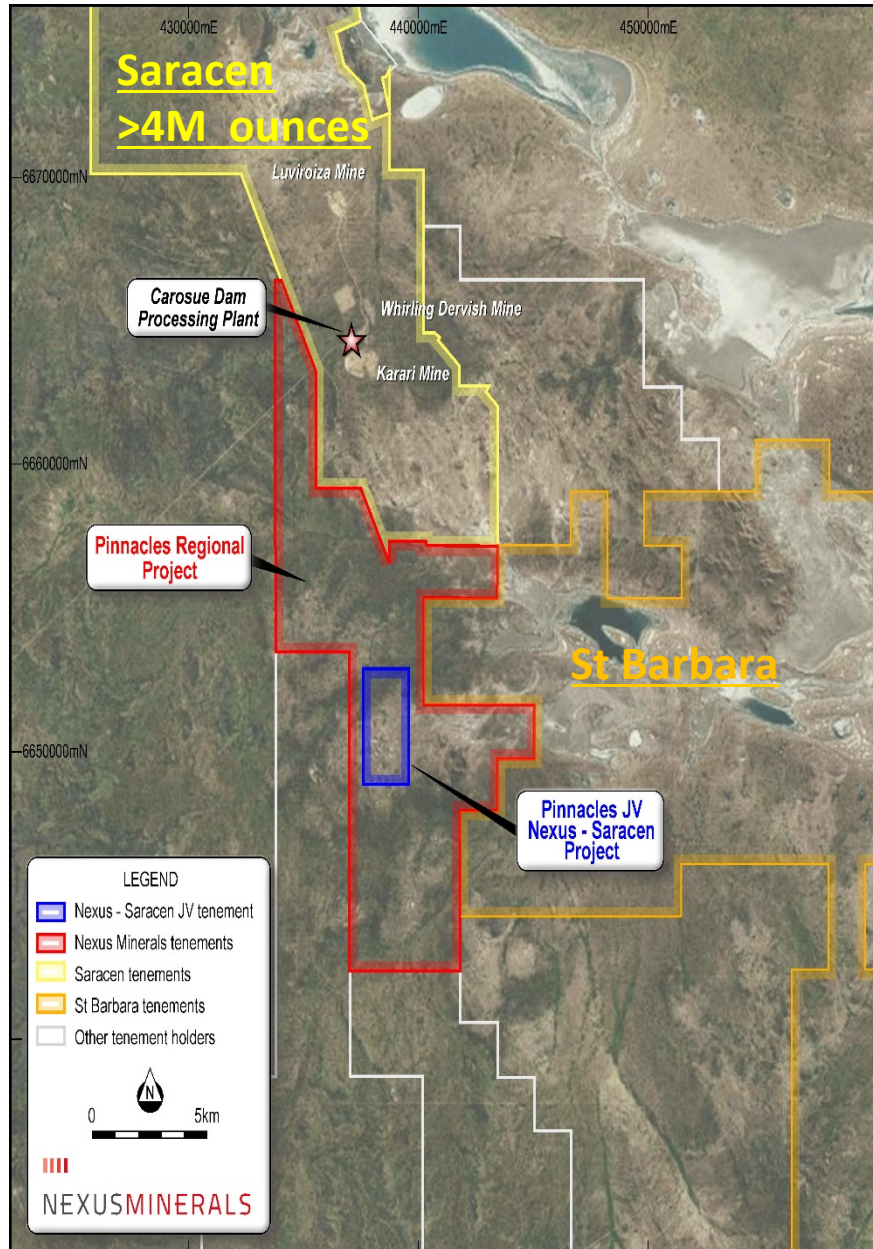 430000mE
440000mE
450000mE
Saracen
>4M ounces
6670000mN
Luviroiza Mine
Carosue Dam
Processing Plant
Whirling Dervish Mine
Karari Mine
6660000mN
Pinnacles Regional
Project
St Barbara
6650000mN
Pinnacles JV
Nexus - Saracen
Project
LEGEND
Nexus - Saracen JV tenement
Nexus Minerals tenements
Saracen tenements
St Barbara tenements
Other tenement holders
N
0 5km
NEXUSMINERALS